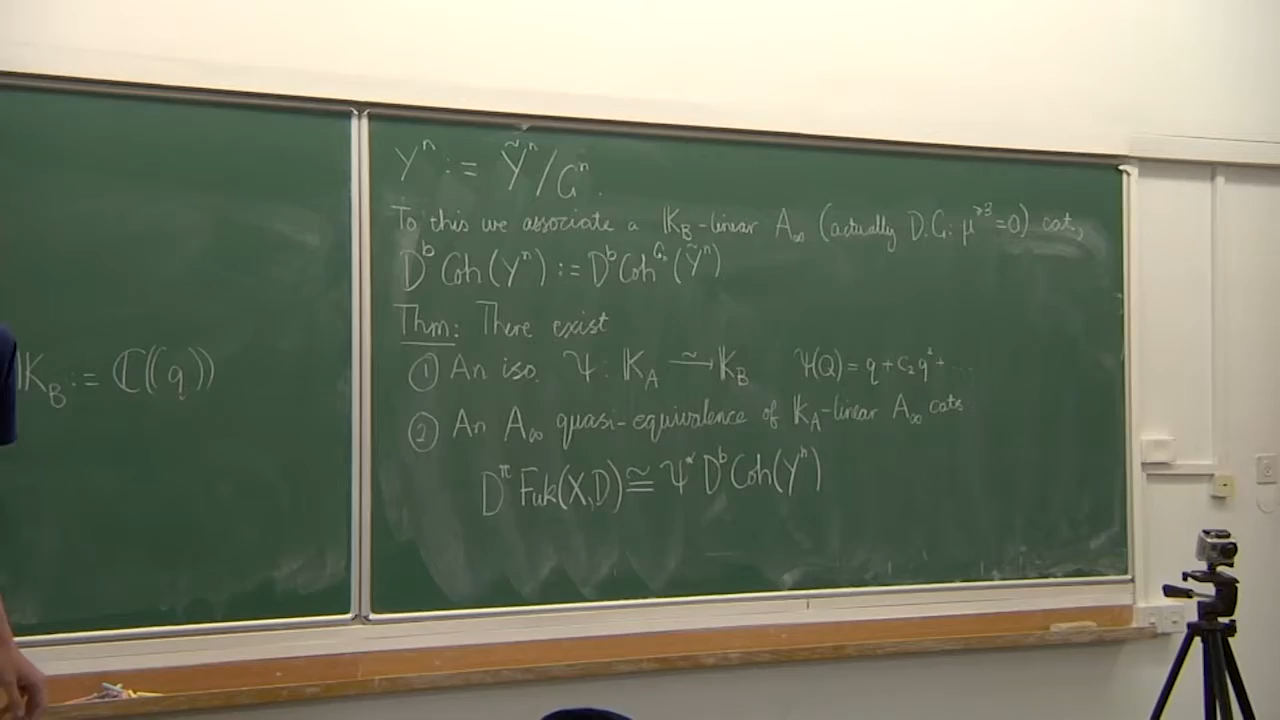 𝕂_B := ℂ((q))
Yⁿ := Ỹⁿ/Gⁿ.
To this we associate a 𝕂_B-linear A_∞ (actually D.G.: μ^{≥3}=0) cat,
D^b Coh(Yⁿ) := D^b Coh^{Gₙ}(Ỹⁿ)
Thm: There exist
① An iso. Ψ : 𝕂_A ⥲ 𝕂_B Ψ(Q) = q + c₂q² + ...
② An A_∞ quasi-equivalence of 𝕂_A-linear A_∞ cats
D^π Fuk(X,D) ≅ Ψ* D^b Coh(Yⁿ)